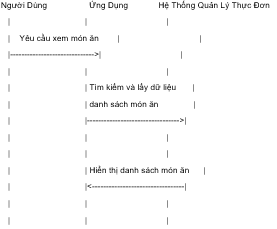 Người Dùng Ứng Dụng Hệ Thống Quản Lý Thực Đơn
| | |
| Yêu cầu xem món ăn | |
|------------------------------>| |
| | |
| | Tìm kiếm và lấy dữ liệu |
| | danh sách món ăn |
| |------------------------------>|
| | |
| | |
| | Hiển thị danh sách món ăn |
| |<------------------------------|
| | |
| | |